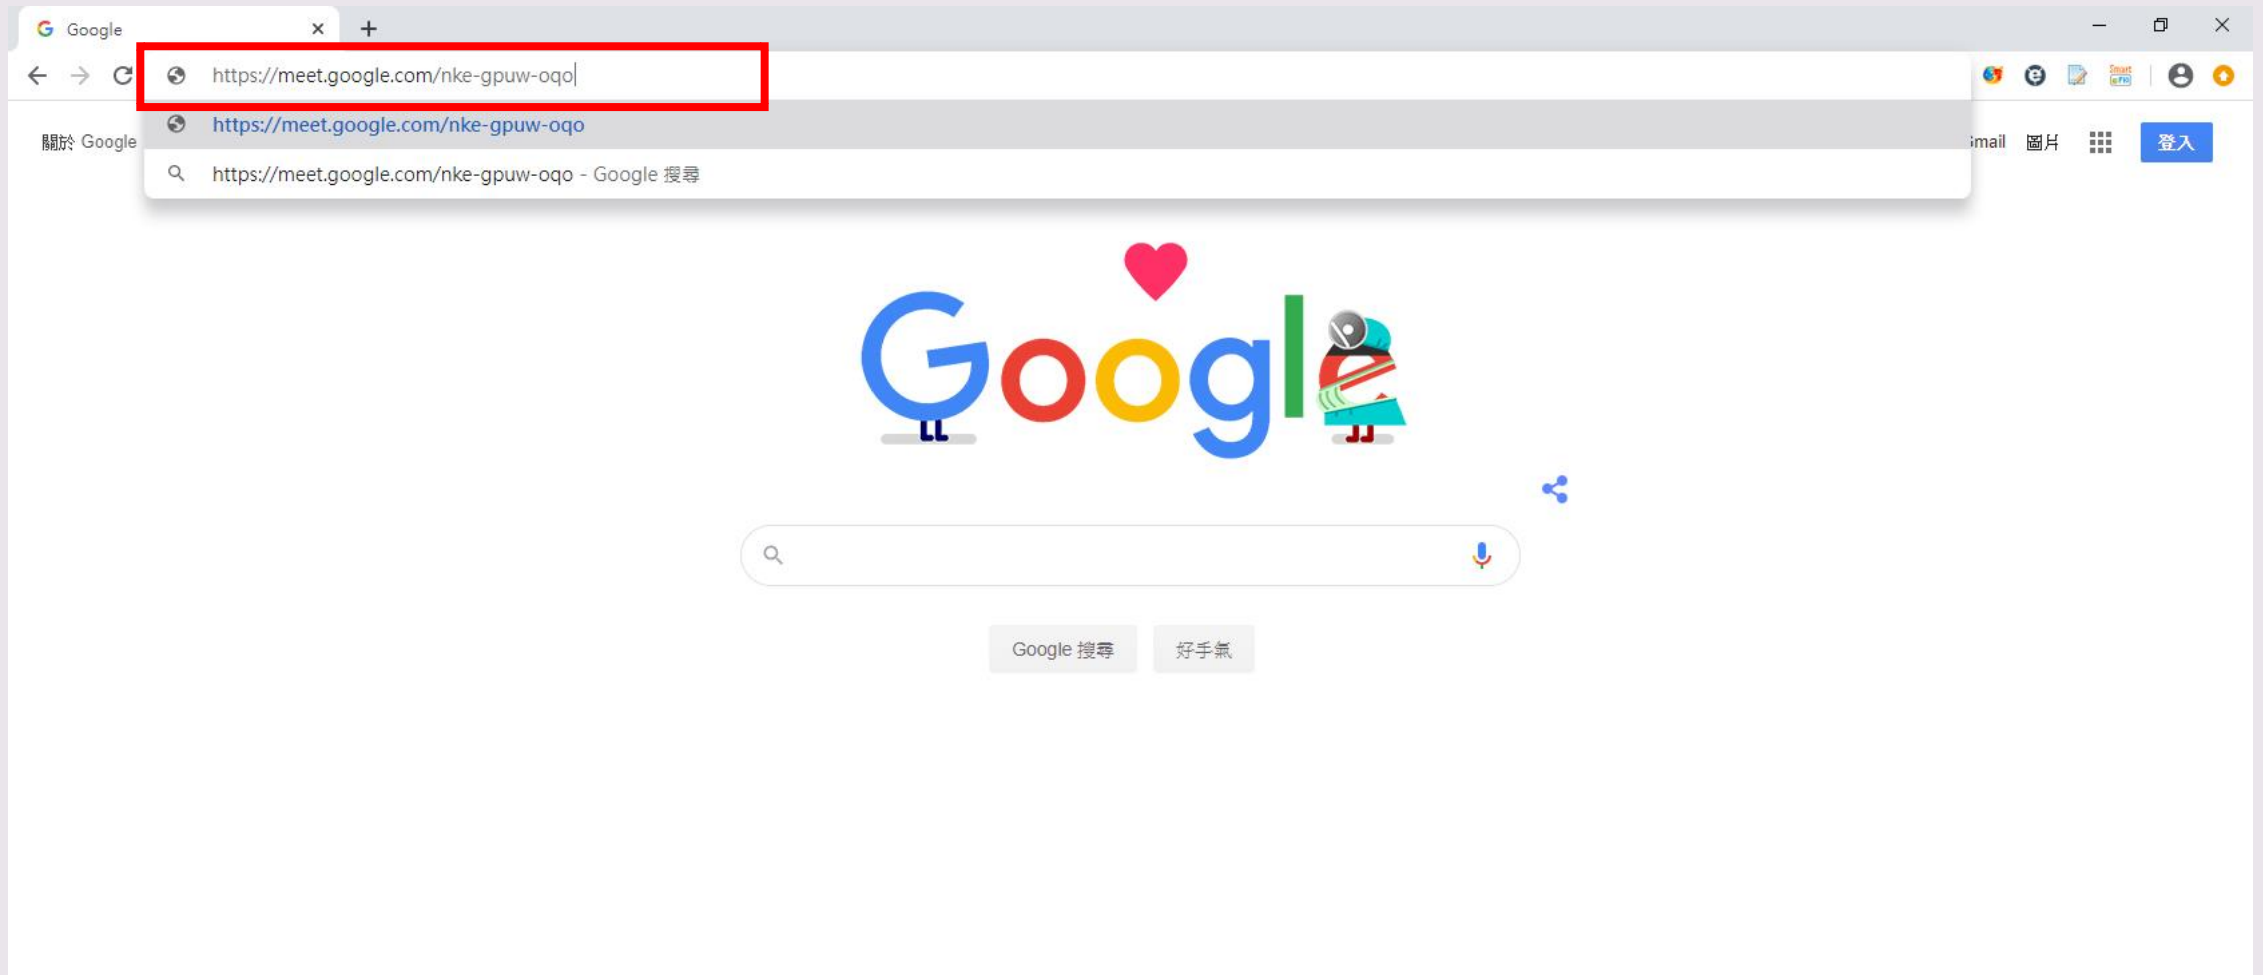 Google
https://meet.google.com/nke-gpuw-oqo
https://meet.google.com/nke-gpuw-oqo
https://meet.google.com/nke-gpuw-oqo - Google 搜尋
關於 Google
mail 圖片 登入
Google
Google 搜尋 好手氣